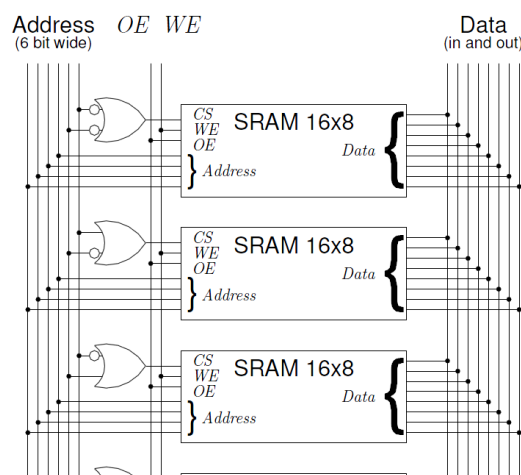 Address OE WE Data
(6 bit wide) (in and out)
CS
WE SRAM 16x8
OE Data
Address
CS
WE SRAM 16x8
OE Data
Address
CS
WE SRAM 16x8
OE Data
Address